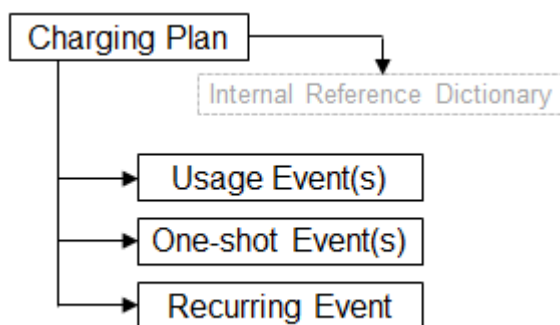 Charging Plan
Internal Reference Dictionary
Usage Event(s)
One-shot Event(s)
Recurring Event